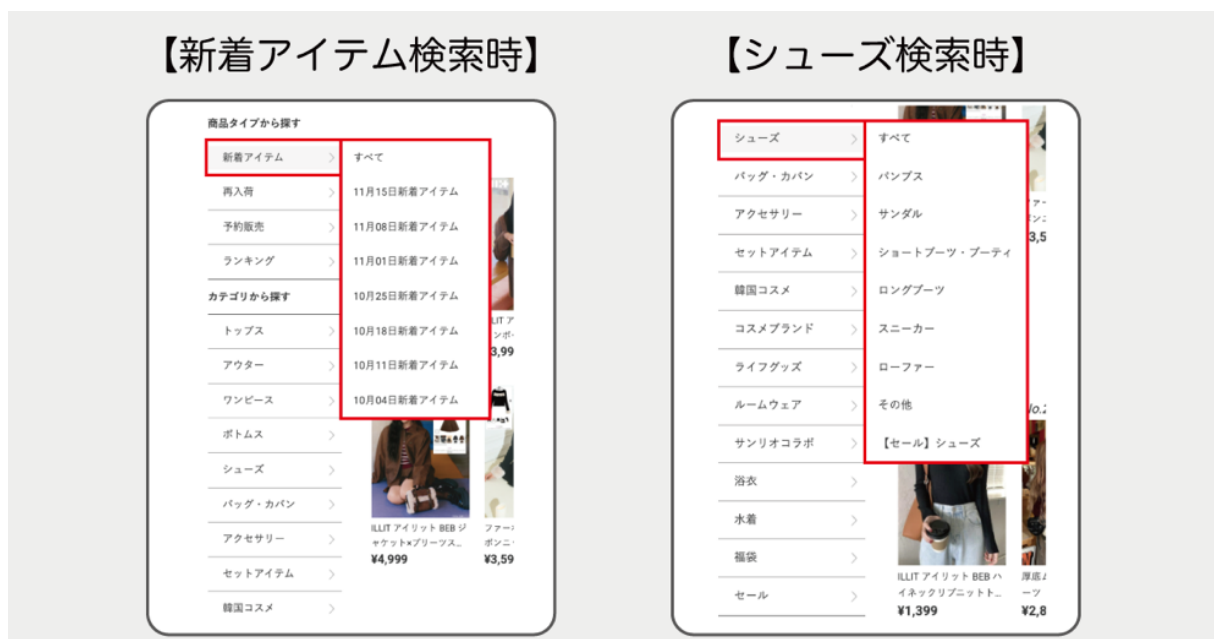 【新着アイテム検索時】
商品タイプから探す
新着アイテム
再入荷
予約販売
ランキング
カテゴリから探す
トップス
アウター
ワンピース
ボトムス
シューズ
バッグ・カバン
アクセサリー
セットアイテム
韓国コスメ
すべて
11月15日新着アイテム
11月08日新着アイテム
11月01日新着アイテム
10月25日新着アイテム
10月18日新着アイテム
10月11日新着アイテム
10月04日新着アイテム
3,99
ILLIT アイリット BEB ジ
ャケット×プリーツス…
¥4,999
ファー
ボンニ
¥3,59
【シューズ検索時】
シューズ
バッグ・カバン
アクセサリー
セットアイテム
韓国コスメ
コスメブランド
ライフグッズ
ルームウェア
サンリオコラボ
浴衣
水着
福袋
セール
すべて
パンプス
サンダル
ショートブーツ・ブーティ
ロングブーツ
スニーカー
ローファー
その他
【セール】シューズ
3,5
ILLIT アイリット BEB ハ
イネックリブニットト…
¥1,399
厚底
ーツ
¥2,8